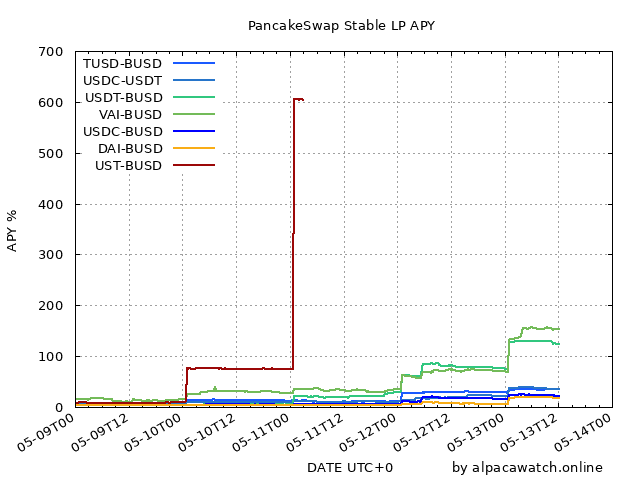 PancakeSwap Stable LP APY
700
600
500
400
300
200
100
0
APY %
TUSD-BUSD
USDC-USDT
USDT-BUSD
VAI-BUSD
USDC-BUSD
DAI-BUSD
UST-BUSD
05-09T00
05-09T12
05-10T00
05-10T12
05-11T00
05-11T12
05-12T00
05-12T12
05-13T00
05-13T12
05-14T00
DATE UTC+0
by alpacawatch.online